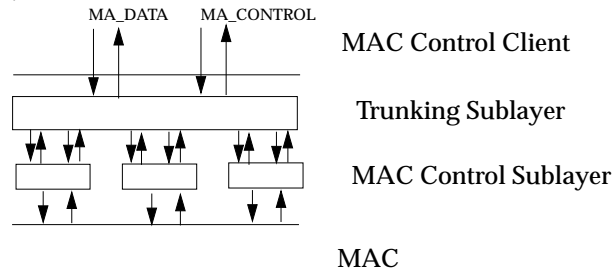 MA_DATA MA_CONTROL
MAC Control Client
Trunking Sublayer
MAC Control Sublayer
MAC